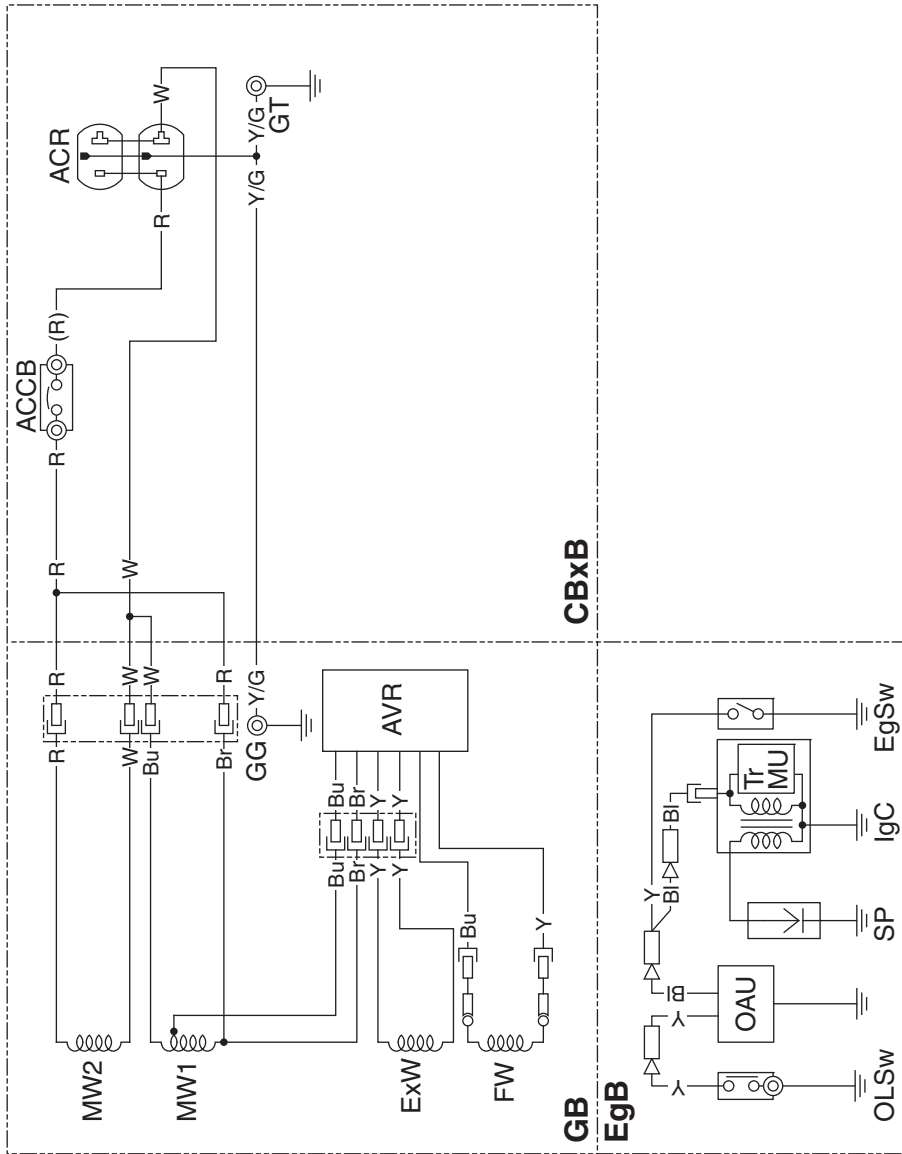 ACR
W
R
Y/G
Y/G
GT
(R)
ACCB
R
R
W
CBxB
R
W
W
R
Y/G
R
W
Bu
Br
GG
AVR
Bu
Br
Y
Y
Bu
Br
Y
Y
Bu
Y
MW2
MW1
ExW
FW
GB
EgB
Y
Bl
Bl
Tr
MU
Bl
Y
Y
OAU
OLSw
SP
IgC
EgSw